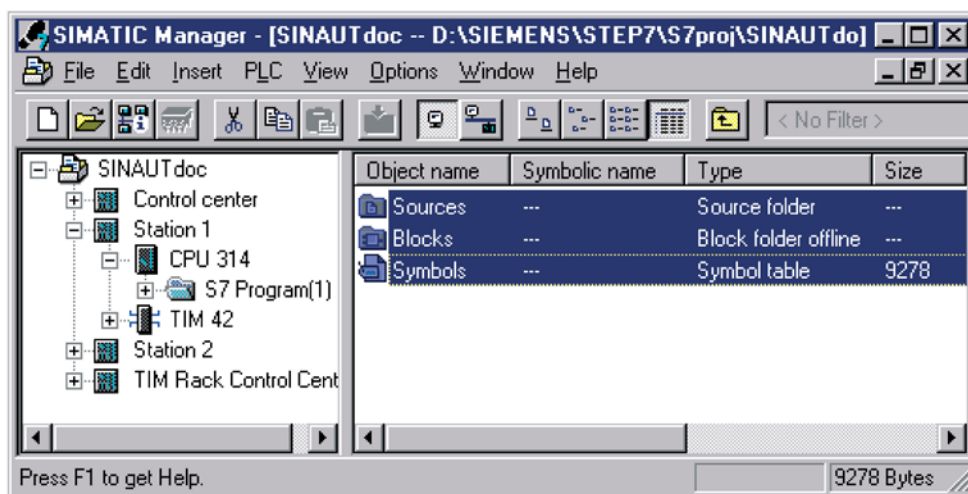 SIMATIC Manager - [SINAUTdoc -- D:\SIEMENS\STEP7\S7proj\SINAUTdo]
File Edit Insert PLC View Options Window Help
< No Filter >
SINAUTdoc
Control center
Station 1
CPU 314
S7 Program(1)
TIM 42
Station 2
TIM Rack Control Cent
Object name Symbolic name Type Size
Sources --- Source folder ---
Blocks --- Block folder offline ---
Symbols --- Symbol table 9278
Press F1 to get Help.
9278 Bytes